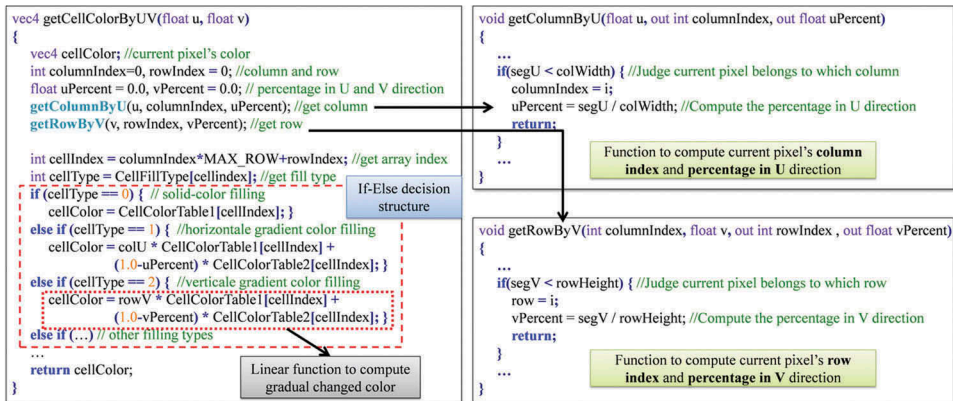 vec4 getCellColorByUV(float u, float v)
{
vec4 cellColor; //current pixel's color
int columnIndex=0, rowIndex = 0; //column and row
float uPercent = 0.0, vPercent = 0.0; // percentage in U and V direction
getColumnByU(u, columnIndex, uPercent); //get column
getRowByV(v, rowIndex, vPercent); //get row
int cellIndex = columnIndex*MAX_ROW+rowIndex; //get array index
int cellType = CellFillType[cellindex]; //get fill type
if (cellType == 0) { // solid-color filling
cellColor = CellColorTable1[cellIndex]; }
else if (cellType == 1) { //horizontale gradient color filling
cellColor = colU * CellColorTable1[cellIndex] +
(1.0-uPercent) * CellColorTable2[cellIndex]; }
else if (cellType == 2) { //verticale gradient color filling
cellColor = rowV * CellColorTable1[cellIndex] +
(1.0-vPercent) * CellColorTable2[cellIndex]; }
else if (...) // other filling types
...
return cellColor;
}
If-Else decision
structure
Linear function to compute
gradual changed color
void getColumnByU(float u, out int columnIndex, out float uPercent)
{
...
if(segU < colWidth) { //Judge current pixel belongs to which column
columnIndex = i;
uPercent = segU / colWidth; //Compute the percentage in U direction
return;
}
...
}
Function to compute current pixel's column
index and percentage in U direction
void getRowByV(int columnIndex, float v, out int rowIndex , out float vPercent)
{
...
if(segV < rowHeight) { //Judge current pixel belongs to which row
row = i;
vPercent = segV / rowHeight; //Compute the percentage in V direction
return;
}
...
}
Function to compute current pixel's row
index and percentage in V direction